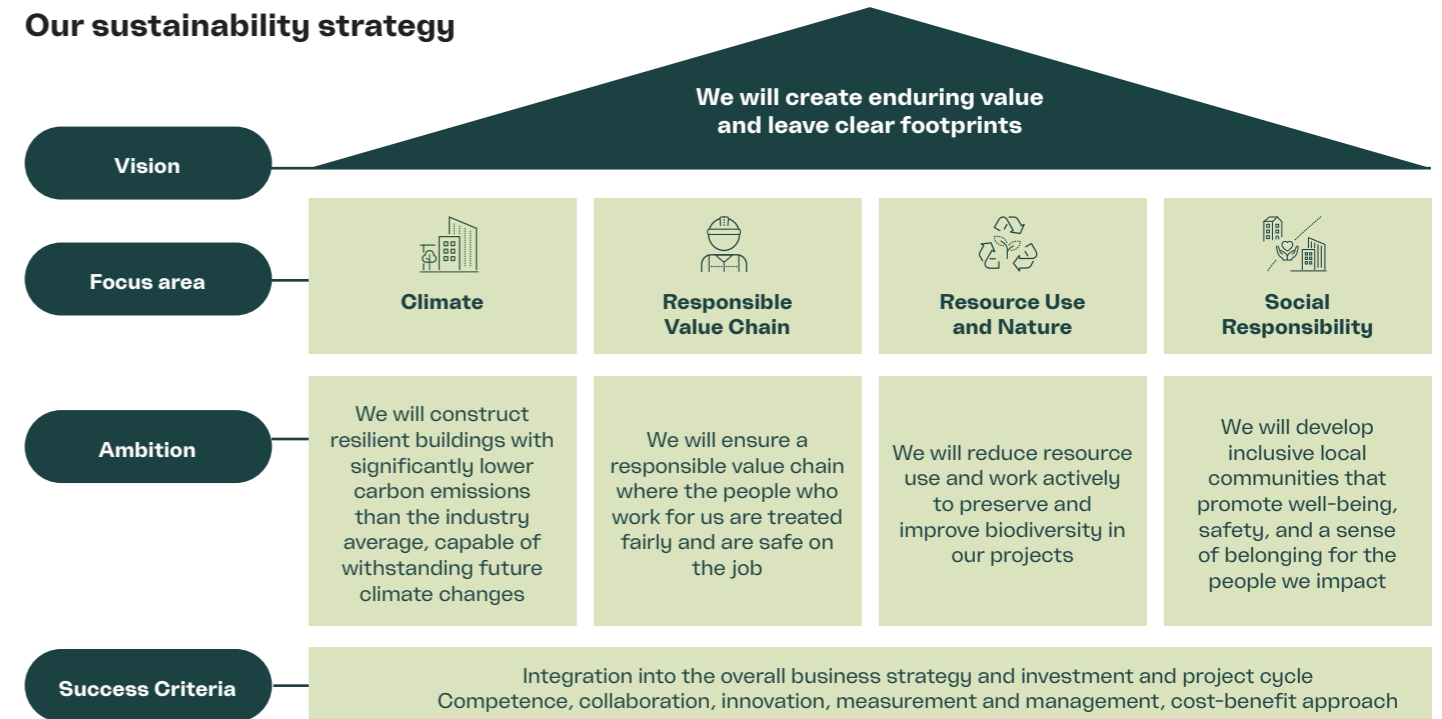 Our sustainability strategy
We will create enduring value
and leave clear footprints
Vision
Focus area
Climate
Responsible
Value Chain
Resource Use
and Nature
Social
Responsibility
Ambition
We will construct
resilient buildings with
significantly lower
carbon emissions
than the industry
average, capable of
withstanding future
climate changes
We will ensure a
responsible value chain
where the people who
work for us are treated
fairly and are safe on
the job
We will reduce resource
use and work actively
to preserve and
improve biodiversity in
our projects
We will develop
inclusive local
communities that
promote well-being,
safety, and a sense
of belonging for the
people we impact
Success Criteria
Integration into the overall business strategy and investment and project cycle
Competence, collaboration, innovation, measurement and management, cost-benefit approach